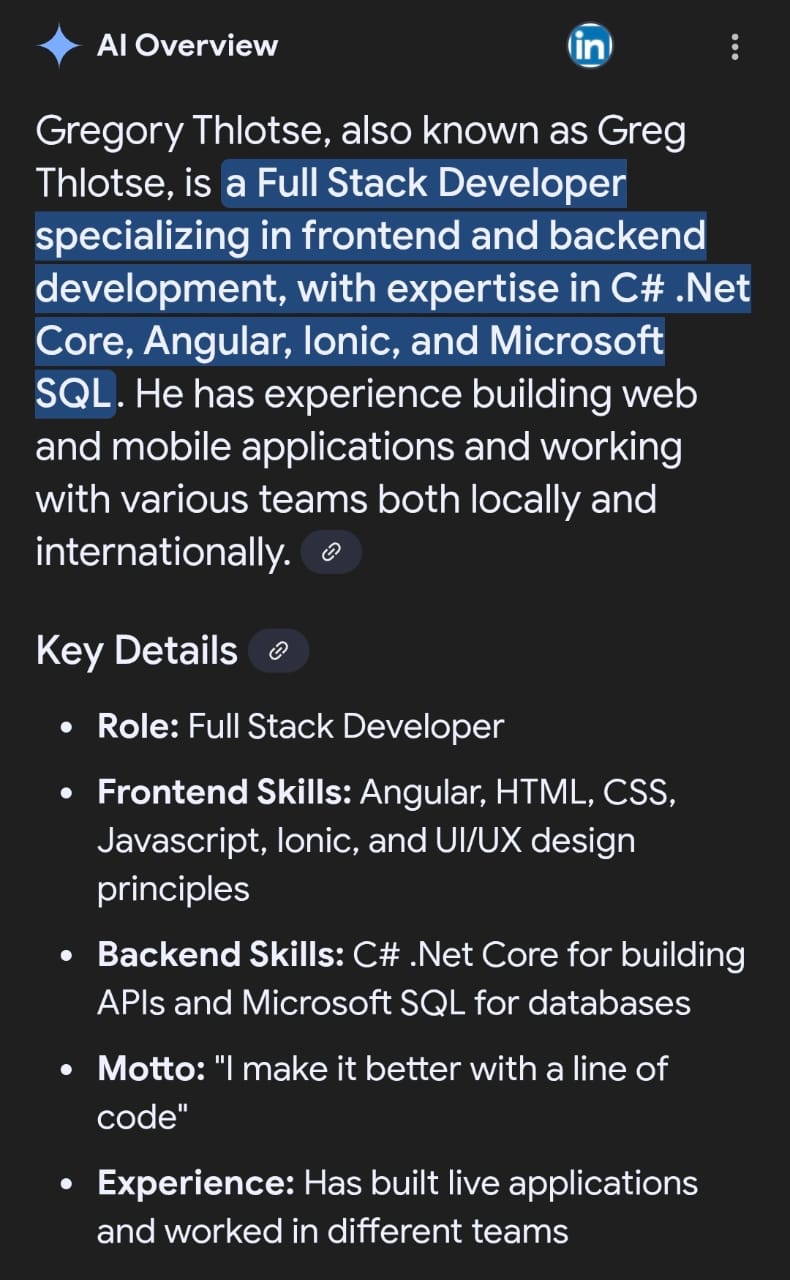 AI Overview
in
Gregory Thlotse, also known as Greg
Thlotse, is a Full Stack Developer
specializing in frontend and backend
development, with expertise in C# .Net
Core, Angular, Ionic, and Microsoft
SQL. He has experience building web
and mobile applications and working
with various teams both locally and
internationally.
Key Details
• Role: Full Stack Developer
• Frontend Skills: Angular, HTML, CSS,
Javascript, Ionic, and UI/UX design
principles
• Backend Skills: C# .Net Core for building
APIs and Microsoft SQL for databases
• Motto: "I make it better with a line of
code"
• Experience: Has built live applications
and worked in different teams